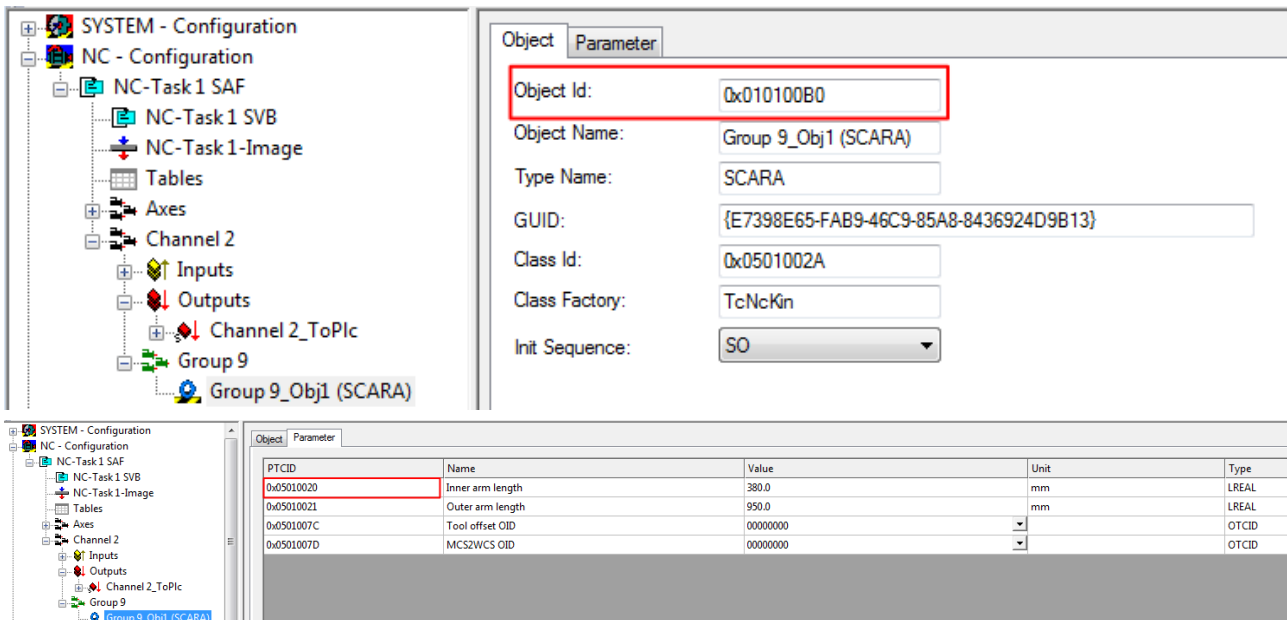 SYSTEM - Configuration
NC - Configuration
NC-Task 1 SAF
NC-Task 1 SVB
NC-Task 1-Image
Tables
Axes
Channel 2
Inputs
Outputs
Channel 2_ToPlc
Group 9
Group 9_Obj1 (SCARA)
Object Parameter
Object Id: 0x010100B0
Object Name: Group 9_Obj1 (SCARA)
Type Name: SCARA
GUID: {E7398E65-FAB9-46C9-85A8-8436924D9B13}
Class Id: 0x0501002A
Class Factory: TcNcKin
Init Sequence: SO
SYSTEM - Configuration
NC - Configuration
NC-Task 1 SAF
NC-Task 1 SVB
NC-Task 1-Image
Tables
Axes
Channel 2
Inputs
Outputs
Channel 2_ToPlc
Group 9
Group 9_Obj1 (SCARA)
Object Parameter
PTCID Name Value Unit Type
0x05010020 Inner arm length 380.0 mm LREAL
0x05010021 Outer arm length 950.0 mm LREAL
0x0501007C Tool offset OID 00000000 OTCID
0x0501007D MCS2WCS OID 00000000 OTCID